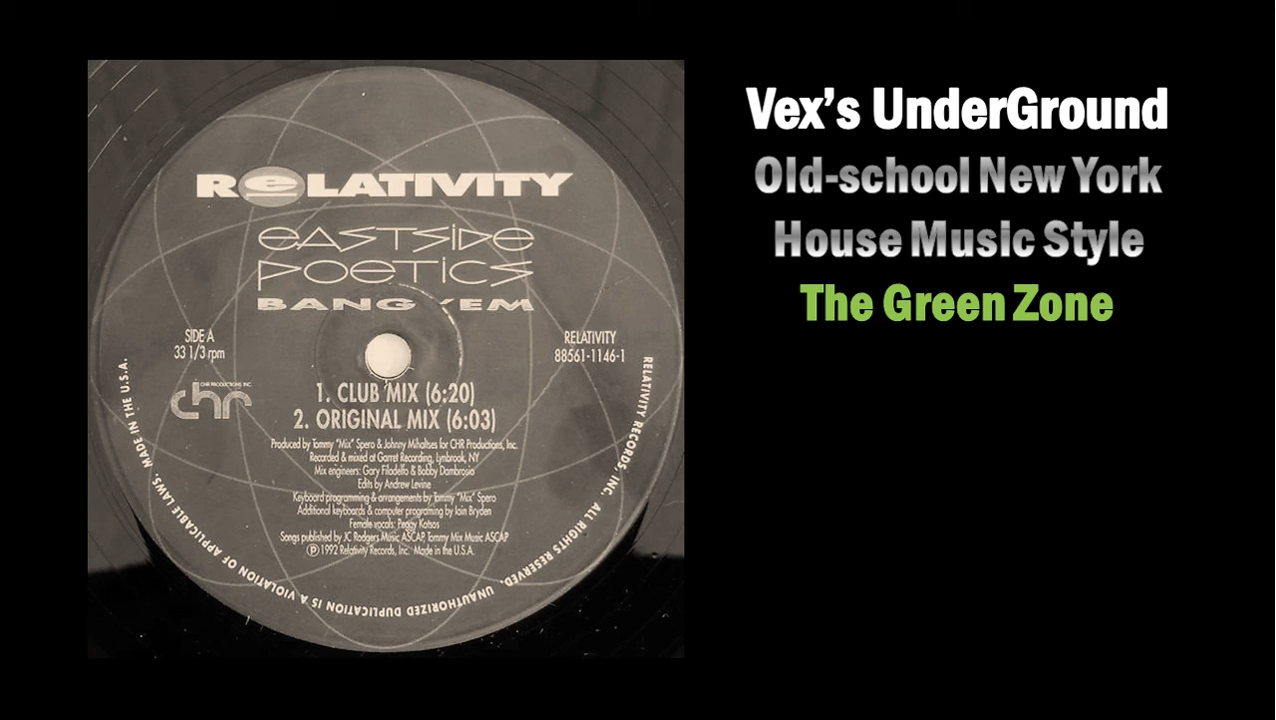 RELATIVITY
EASTSIDE
POETICS
BANG 'EM
SIDE A
33 1/3 rpm
RELATIVITY
88561-1146-1
chr
CHR PRODUCTIONS INC.
1. CLUB MIX (6:20)
2. ORIGINAL MIX (6:03)
Produced by Tommy "Mix" Spero & Johnny Mihaltses for CHR Productions, Inc.
Recorded & mixed at Garret Recording, Lynbrook, NY
Mix engineers: Gary Filadelfo & Bobby Dambrosio
Edits by Andrew Levine
Keyboard programming & arrangements by Tommy "Mix" Spero
Additional keyboards & computer programing by Iain Bryden
Female vocals: Peggy Kotsos
Songs published by JC Rodgers Music ASCAP, Tommy Mix Music ASCAP
℗ 1992 Relativity Records, Inc. Made in the U.S.A.
RELATIVITY RECORDS, INC. ALL RIGHTS RESERVED. UNAUTHORIZED DUPLICATION IS A VIOLATION OF APPLICABLE LAWS. MADE IN THE U.S.A.
Vex's UnderGround
Old-school New York
House Music Style
The Green Zone